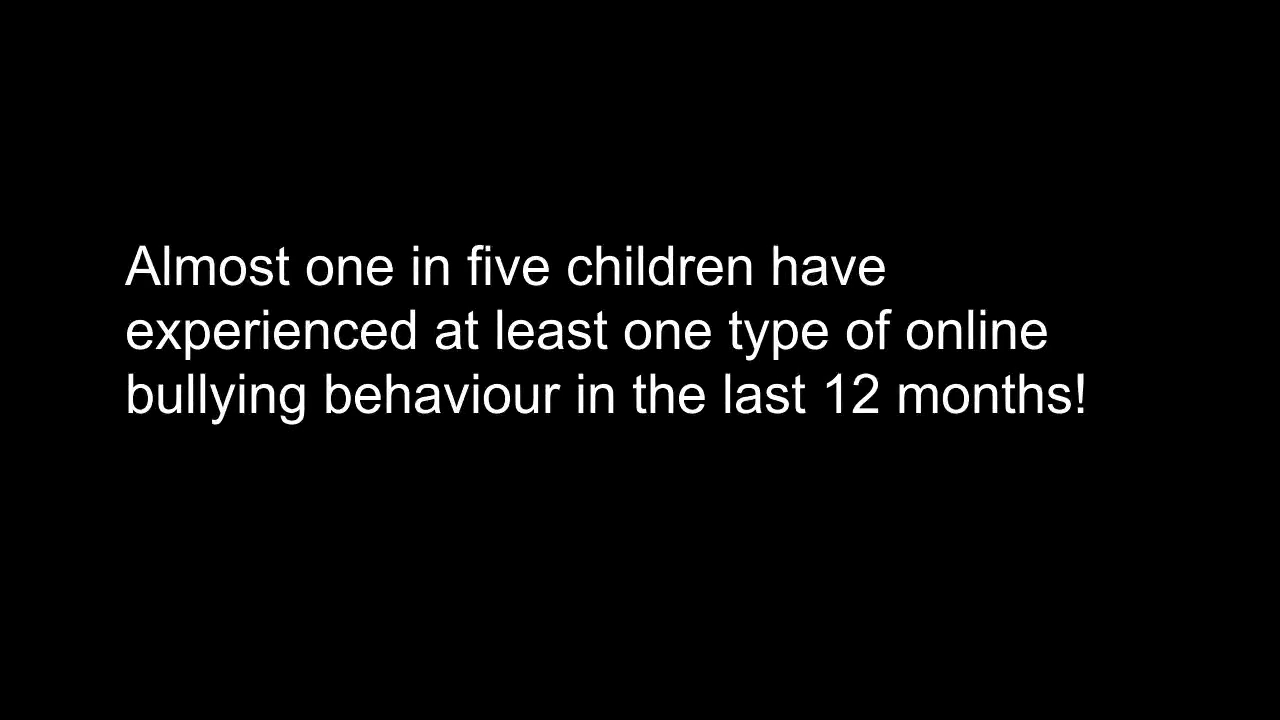 Almost one in five children have
experienced at least one type of online
bullying behaviour in the last 12 months!